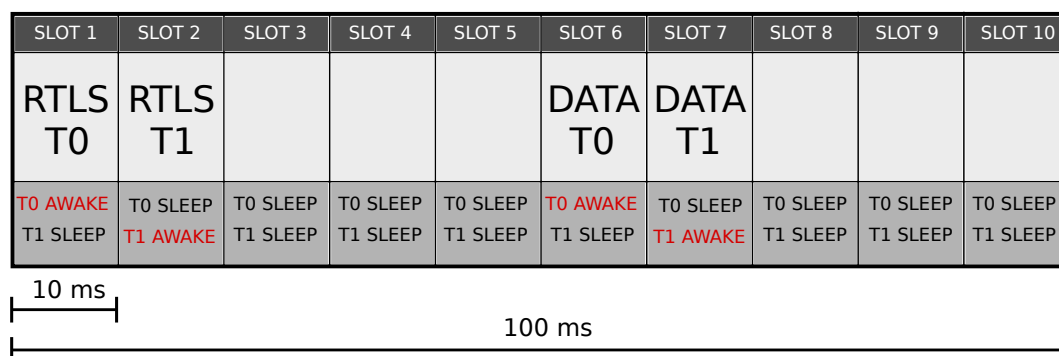 SLOT 1 SLOT 2 SLOT 3 SLOT 4 SLOT 5 SLOT 6 SLOT 7 SLOT 8 SLOT 9 SLOT 10
RTLS RTLS DATA DATA
T0 T1 T0 T1
T0 AWAKE T0 SLEEP T0 SLEEP T0 SLEEP T0 SLEEP T0 AWAKE T0 SLEEP T0 SLEEP T0 SLEEP T0 SLEEP
T1 SLEEP T1 AWAKE T1 SLEEP T1 SLEEP T1 SLEEP T1 SLEEP T1 AWAKE T1 SLEEP T1 SLEEP T1 SLEEP
10 ms
100 ms